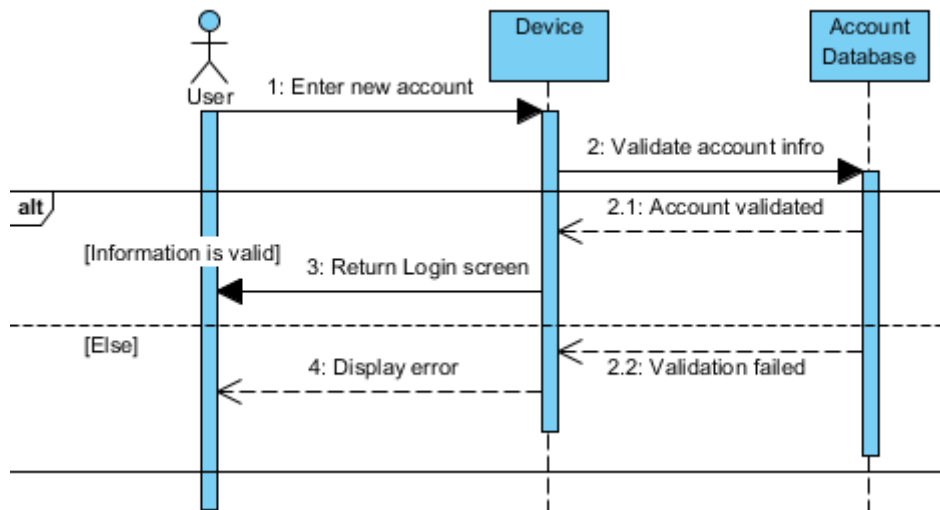 Device
Account
Database
User
1: Enter new account
2: Validate account infro
alt
2.1: Account validated
[Information is valid]
3: Return Login screen
[Else]
2.2: Validation failed
4: Display error